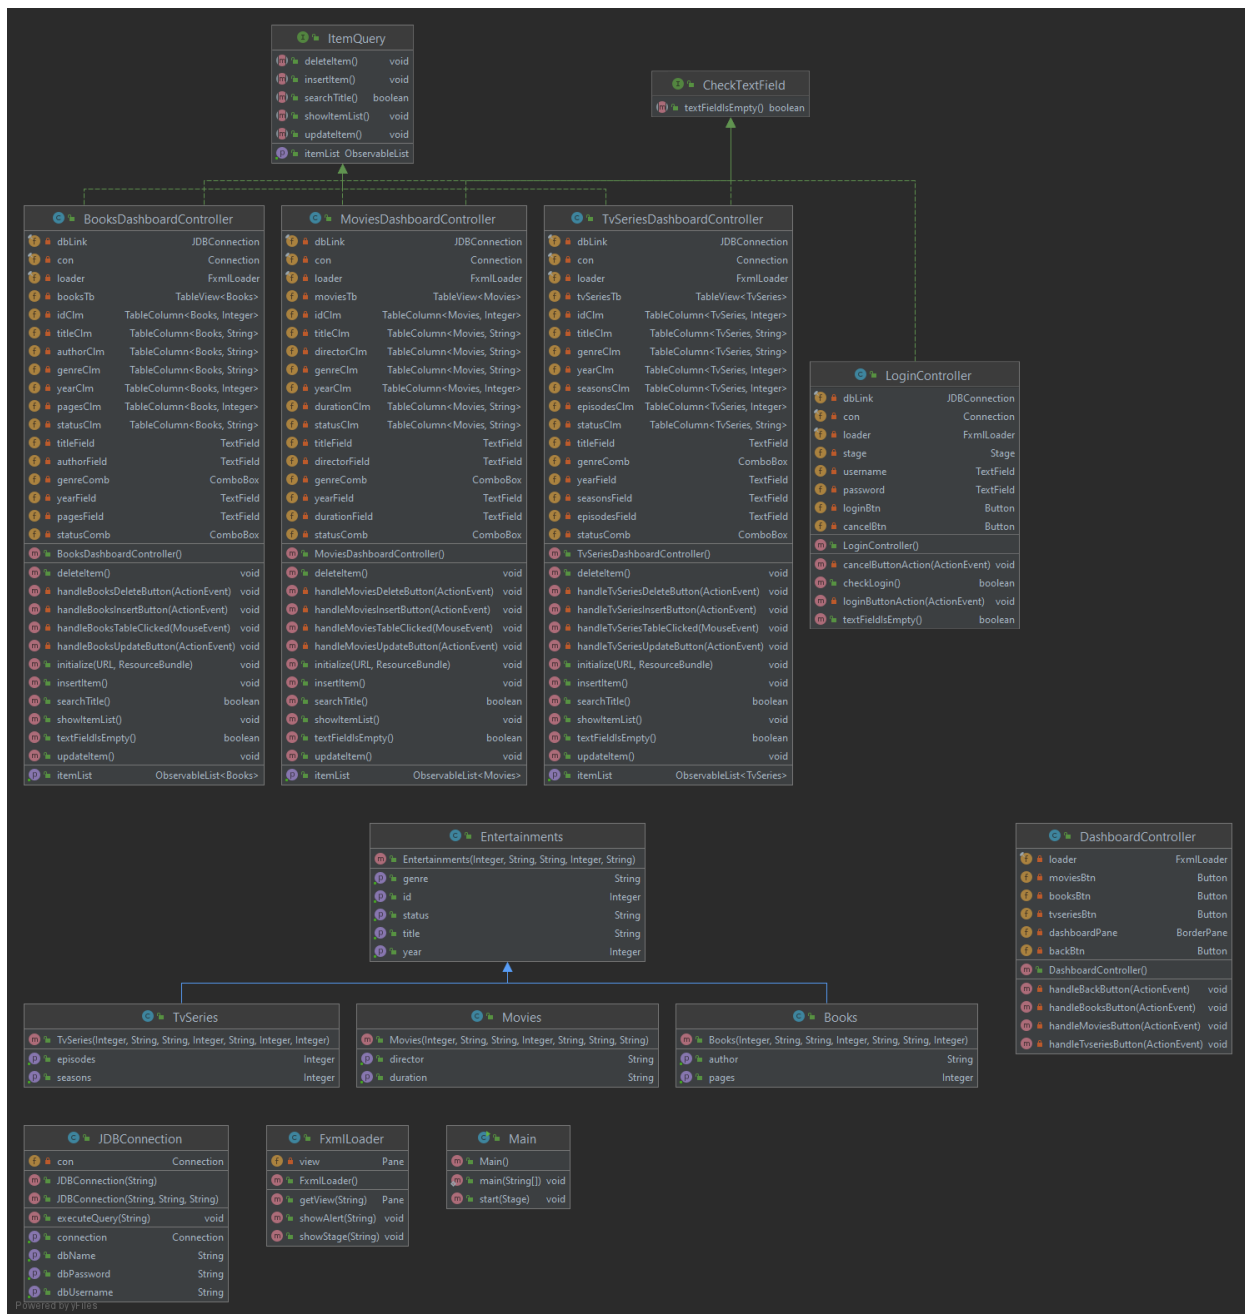 ItemQuery
deleteItem() void
insertItem() void
searchTitle() boolean
showItemList() void
updateItem() void
itemList ObservableList
CheckTextField
textFieldIsEmpty() boolean
BooksDashboardController
dbLink JDBConnection
con Connection
loader FxmlLoader
booksTb TableView<Books>
idClm TableColumn<Books, Integer>
titleClm TableColumn<Books, String>
authorClm TableColumn<Books, String>
genreClm TableColumn<Books, String>
yearClm TableColumn<Books, Integer>
pagesClm TableColumn<Books, Integer>
statusClm TableColumn<Books, String>
titleField TextField
authorField TextField
genreComb ComboBox
yearField TextField
pagesField TextField
statusComb ComboBox
BooksDashboardController()
deleteItem() void
handleBooksDeleteButton(ActionEvent) void
handleBooksInsertButton(ActionEvent) void
handleBooksTableClicked(MouseEvent) void
handleBooksUpdateButton(ActionEvent) void
initialize(URL, ResourceBundle) void
insertItem() void
searchTitle() boolean
showItemList() void
textFieldIsEmpty() boolean
updateItem() void
itemList ObservableList<Books>
MoviesDashboardController
dbLink JDBConnection
con Connection
loader FxmlLoader
moviesTb TableView<Movies>
idClm TableColumn<Movies, Integer>
titleClm TableColumn<Movies, String>
directorClm TableColumn<Movies, String>
genreClm TableColumn<Movies, String>
yearClm TableColumn<Movies, Integer>
durationClm TableColumn<Movies, String>
statusClm TableColumn<Movies, String>
titleField TextField
directorField TextField
genreComb ComboBox
yearField TextField
durationField TextField
statusComb ComboBox
MoviesDashboardController()
deleteItem() void
handleMoviesDeleteButton(ActionEvent) void
handleMoviesInsertButton(ActionEvent) void
handleMoviesTableClicked(MouseEvent) void
handleMoviesUpdateButton(ActionEvent) void
initialize(URL, ResourceBundle) void
insertItem() void
searchTitle() boolean
showItemList() void
textFieldIsEmpty() boolean
updateItem() void
itemList ObservableList<Movies>
TvSeriesDashboardController
dbLink JDBConnection
con Connection
loader FxmlLoader
tvSeriesTb TableView<TvSeries>
idClm TableColumn<TvSeries, Integer>
titleClm TableColumn<TvSeries, String>
genreClm TableColumn<TvSeries, String>
yearClm TableColumn<TvSeries, Integer>
seasonsClm TableColumn<TvSeries, Integer>
episodesClm TableColumn<TvSeries, Integer>
statusClm TableColumn<TvSeries, String>
titleField TextField
genreComb ComboBox
yearField TextField
seasonsField TextField
episodesField TextField
statusComb ComboBox
TvSeriesDashboardController()
deleteItem() void
handleTvSeriesDeleteButton(ActionEvent) void
handleTvSeriesInsertButton(ActionEvent) void
handleTvSeriesTableClicked(MouseEvent) void
handleTvSeriesUpdateButton(ActionEvent) void
initialize(URL, ResourceBundle) void
insertItem() void
searchTitle() boolean
showItemList() void
textFieldIsEmpty() boolean
updateItem() void
itemList ObservableList<TvSeries>
LoginController
dbLink JDBConnection
con Connection
loader FxmlLoader
stage Stage
username TextField
password TextField
loginBtn Button
cancelBtn Button
LoginController()
cancelButtonAction(ActionEvent) void
checkLogin() boolean
loginButtonAction(ActionEvent) void
textFieldIsEmpty() boolean
Entertainments
Entertainments(Integer, String, String, Integer, String)
genre String
id Integer
status String
title String
year Integer
DashboardController
loader FxmlLoader
moviesBtn Button
booksBtn Button
tvseriesBtn Button
dashboardPane BorderPane
backBtn Button
DashboardController()
handleBackButton(ActionEvent) void
handleBooksButton(ActionEvent) void
handleMoviesButton(ActionEvent) void
handleTvseriesButton(ActionEvent) void
TvSeries
TvSeries(Integer, String, String, Integer, String, Integer, Integer)
episodes Integer
seasons Integer
Movies
Movies(Integer, String, String, Integer, String, String, String)
director String
duration String
Books
Books(Integer, String, String, Integer, String, String, Integer)
author String
pages Integer
JDBConnection
con Connection
JDBConnection(String)
JDBConnection(String, String, String)
executeQuery(String) void
connection Connection
dbName String
dbPassword String
dbUsername String
FxmlLoader
view Pane
FxmlLoader()
getView(String) Pane
showAlert(String) void
showStage(String) void
Main
Main()
main(String[]) void
start(Stage) void
Powered by yFiles